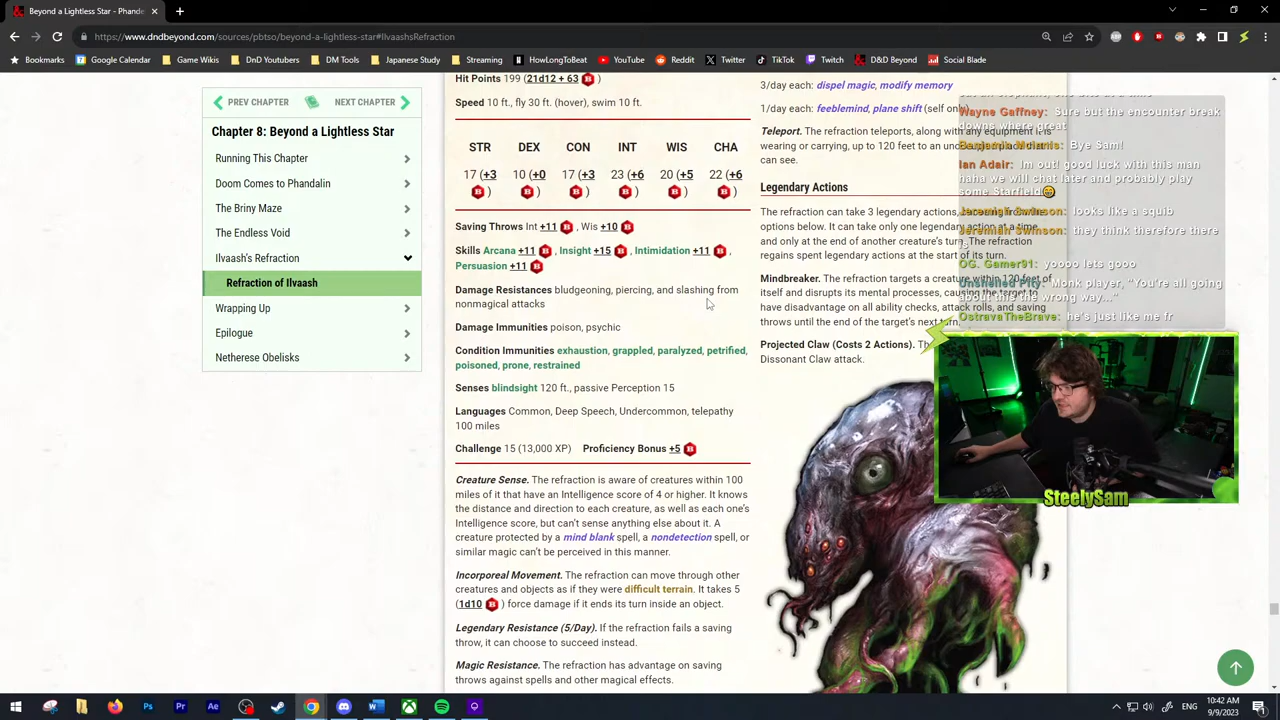 Beyond a Lightless Star - Phande
https://www.dndbeyond.com/sources/pbtso/beyond-a-lightless-star#IlvaashsRefraction
Bookmarks
Google Calendar
Game Wikis
DnD YouTubers
Streaming
DM Tools
Japanese Study
HowLongToBeat
YouTube
Reddit
Twitter
TikTok
Twitch
D&D Beyond
Social Blade
PREV CHAPTER
NEXT CHAPTER
Chapter 8: Beyond a Lightless Star
Running This Chapter
Doom Comes to Phandalin
The Briny Maze
The Endless Void
Ilvaash's Refraction
Refraction of Ilvaash
Wrapping Up
Epilogue
Netherese Obelisks
Hit Points 199 (21d12 + 63 )
Speed 10 ft., fly 30 ft. (hover), swim 10 ft.
STR DEX CON INT WIS CHA
17 (+3 ) 10 (+0 ) 17 (+3 ) 23 (+6 ) 20 (+5 ) 22 (+6 )
Saving Throws Int +11 , Wis +10
Skills Arcana +11 , Insight +15 , Intimidation +11 ,
Persuasion +11
Damage Resistances bludgeoning, piercing, and slashing from
nonmagical attacks
Damage Immunities poison, psychic
Condition Immunities exhaustion, grappled, paralyzed, petrified,
poisoned, prone, restrained
Senses blindsight 120 ft., passive Perception 15
Languages Common, Deep Speech, Undercommon, telepathy
100 miles
Challenge 15 (13,000 XP) Proficiency Bonus +5
Creature Sense. The refraction is aware of creatures within 100
miles of it that have an Intelligence score of 4 or higher. It knows
the distance and direction to each creature, as well as each one's
Intelligence score, but can't sense anything else about it. A
creature protected by a mind blank spell, a nondetection spell, or
similar magic can't be perceived in this manner.
Incorporeal Movement. The refraction can move through other
creatures and objects as if they were difficult terrain. It takes 5
(1d10 ) force damage if it ends its turn inside an object.
Legendary Resistance (5/Day). If the refraction fails a saving
throw, it can choose to succeed instead.
Magic Resistance. The refraction has advantage on saving
throws against spells and other magical effects.
3/day each: dispel magic, modify memory
1/day each: feeblemind, plane shift (self only)
Teleport. The refraction teleports, along with any equipment it is
wearing or carrying, up to 120 feet to an
can see.
Legendary Actions
The refraction can take 3 legendary actions,
options below. It can take only one legendary action at a time
and only at the end of another creature's turn. The refraction
regains spent legendary actions at the start of its turn.
Mindbreaker. The refraction targets a creature within 120 feet of
itself and disrupts its mental processes, causing the target to
have disadvantage on all ability checks, attack rolls, and saving
throws until the end of the target's next turn.
Projected Claw (Costs 2 Actions).
Dissonant Claw attack.
Wayne Gaffney: Sure but the encounter break
downs where great
Bye Sam!
Ian Adair: Im out! good luck with this man
haha we will chat later and probably play
some Starfield
Jeremiah Swinson: looks like a squib
Jeremiah Swinson: they think therefore there
is
OG. Gamer91: yoooo lets gooo
Unshelled Pity: "Monk player, "You're all going
about this the wrong way..."
OstravaTheBrave: he's just like me fr
SteelySam
ENG
10:42 AM
9/9/2023